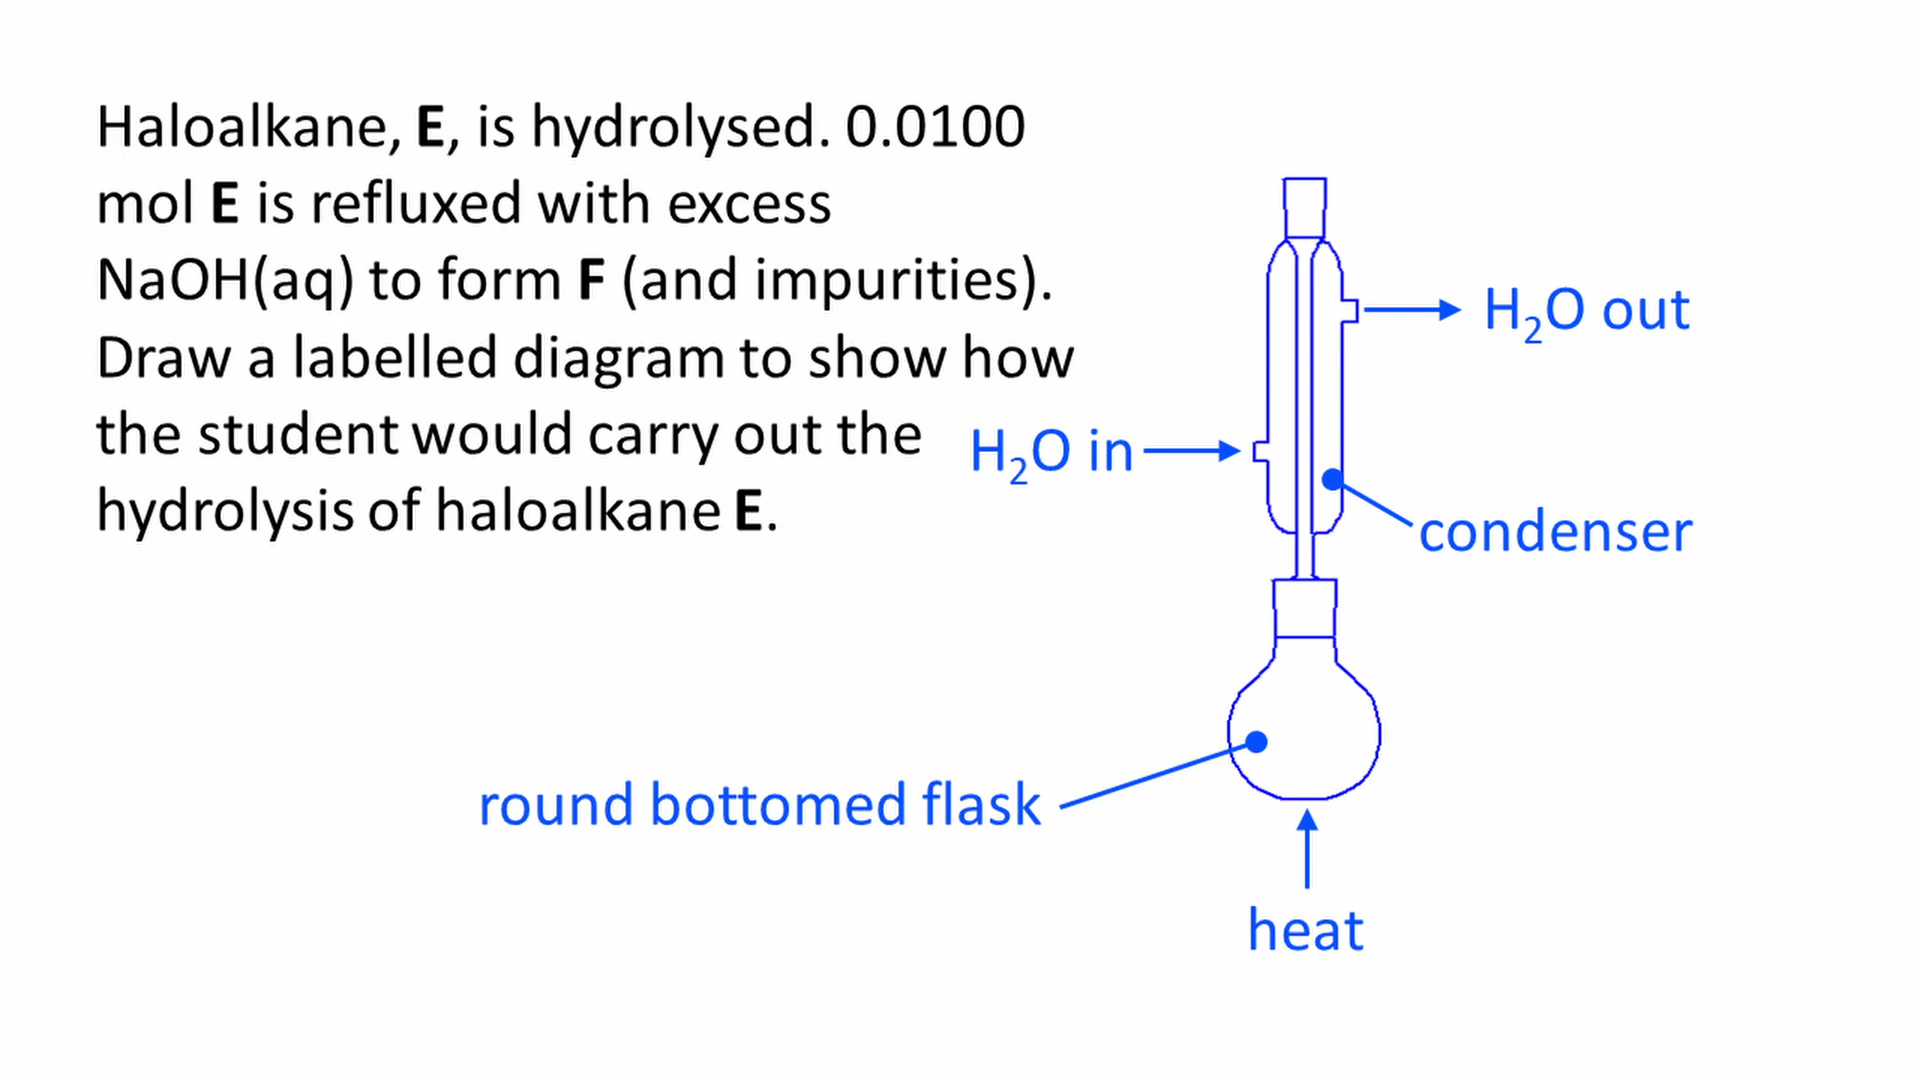 Haloalkane, E, is hydrolysed. 0.0100
mol E is refluxed with excess
NaOH(aq) to form F (and impurities).
Draw a labelled diagram to show how
the student would carry out the
hydrolysis of haloalkane E.
H₂O out
H₂O in
condenser
round bottomed flask
heat